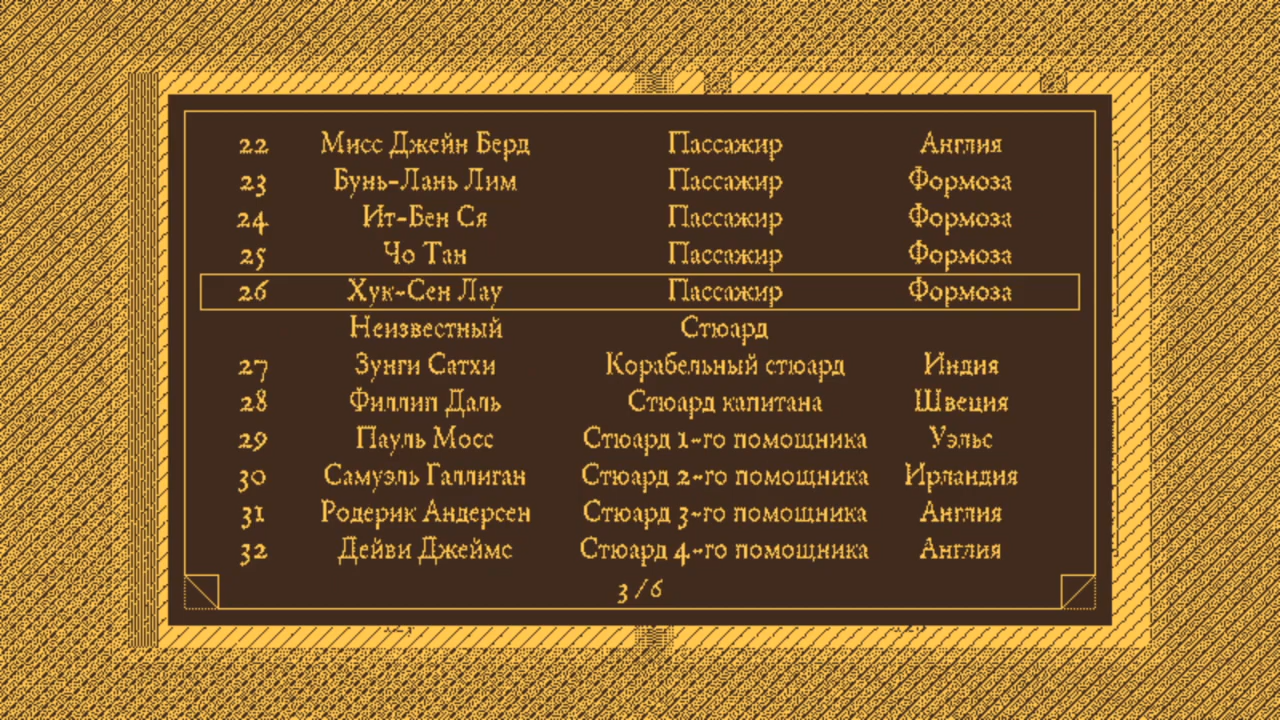 22 Мисс Джейн Берд Пассажир Англия
23 Бунь-Лань Лим Пассажир Формоза
24 Ит-Бен Ся Пассажир Формоза
25 Чо Тан Пассажир Формоза
26 Хук-Сен Лау Пассажир Формоза
Неизвестный Стюард
27 Зунги Сатхи Корабельный стюард Индия
28 Филлип Даль Стюард капитана Швеция
29 Пауль Мосс Стюард 1-го помощника Уэльс
30 Самуэль Галлиган Стюард 2-го помощника Ирландия
31 Родерик Андерсен Стюард 3-го помощника Англия
32 Дейви Джеймс Стюард 4-го помощника Англия
3/6